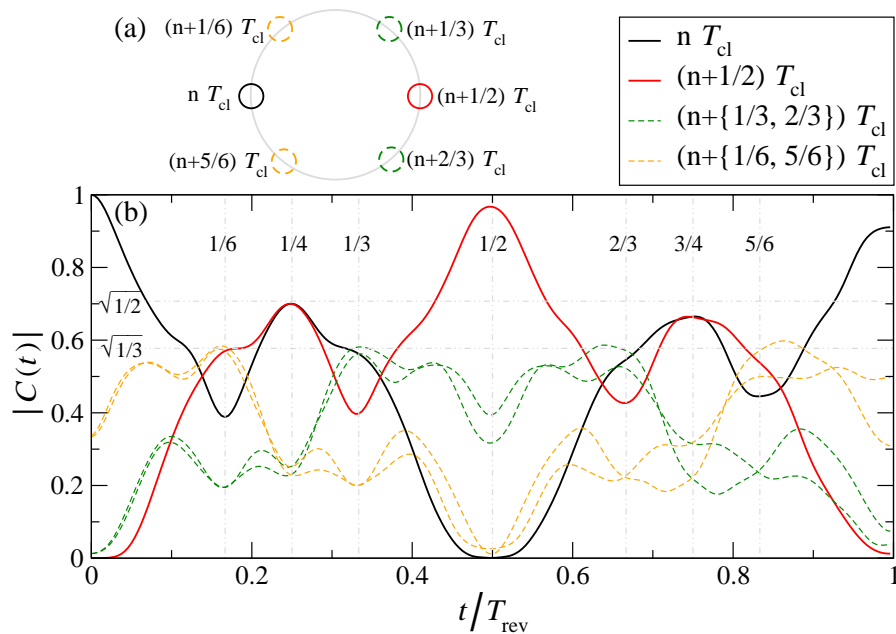 (a)
(n+1/6) T_cl
(n+1/3) T_cl
n T_cl
(n+1/2) T_cl
(n+5/6) T_cl
(n+2/3) T_cl
n T_cl
(n+1/2) T_cl
(n+{1/3, 2/3}) T_cl
(n+{1/6, 5/6}) T_cl
(b)
1/6 1/4 1/3 1/2 2/3 3/4 5/6
√1/2
√1/3
|C(t)|
1
0.8
0.6
0.4
0.2
0
0 0.2 0.4 0.6 0.8 1
t/T_rev